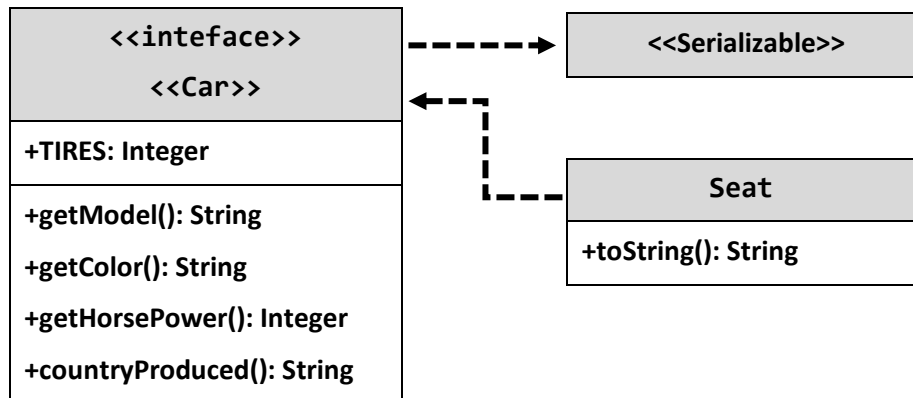 <<inteface>>
<<Car>>
+TIRES: Integer
+getModel(): String
+getColor(): String
+getHorsePower(): Integer
+countryProduced(): String
<<Serializable>>
Seat
+toString(): String